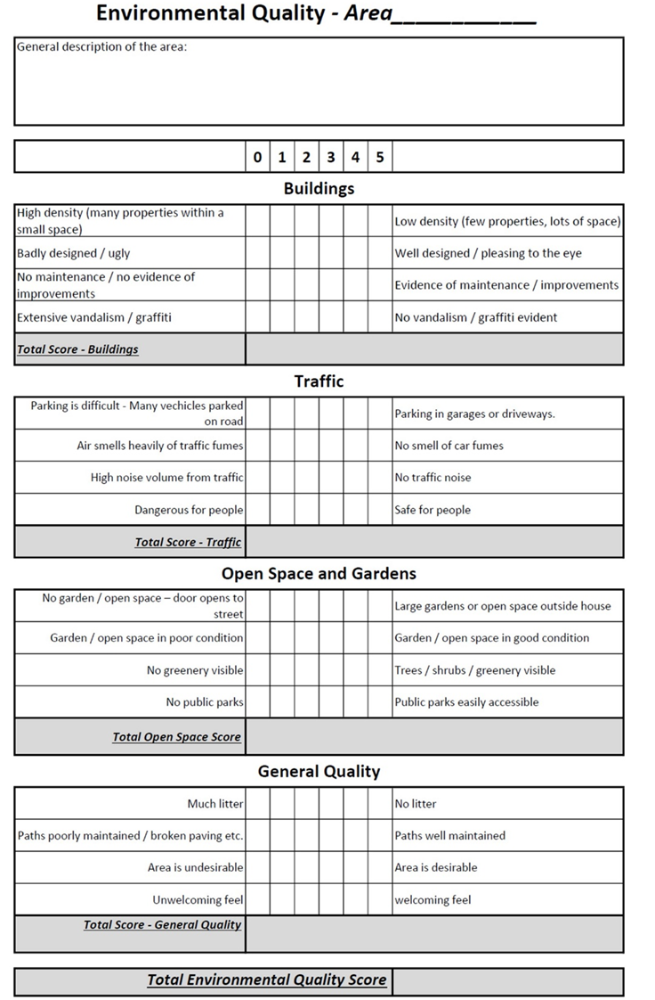 Environmental Quality - Area____________
General description of the area:
0 1 2 3 4 5
Buildings
High density (many properties within a
small space)
Low density (few properties, lots of space)
Badly designed / ugly
Well designed / pleasing to the eye
No maintenance / no evidence of
improvements
Evidence of maintenance / improvements
Extensive vandalism / graffiti
No vandalism / graffiti evident
Total Score - Buildings
Traffic
Parking is difficult - Many vechicles parked
on road
Parking in garages or driveways.
Air smells heavily of traffic fumes
No smell of car fumes
High noise volume from traffic
No traffic noise
Dangerous for people
Safe for people
Total Score - Traffic
Open Space and Gardens
No garden / open space – door opens to
street
Large gardens or open space outside house
Garden / open space in poor condition
Garden / open space in good condition
No greenery visible
Trees / shrubs / greenery visible
No public parks
Public parks easily accessible
Total Open Space Score
General Quality
Much litter
No litter
Paths poorly maintained / broken paving etc.
Paths well maintained
Area is undesirable
Area is desirable
Unwelcoming feel
welcoming feel
Total Score - General Quality
Total Environmental Quality Score